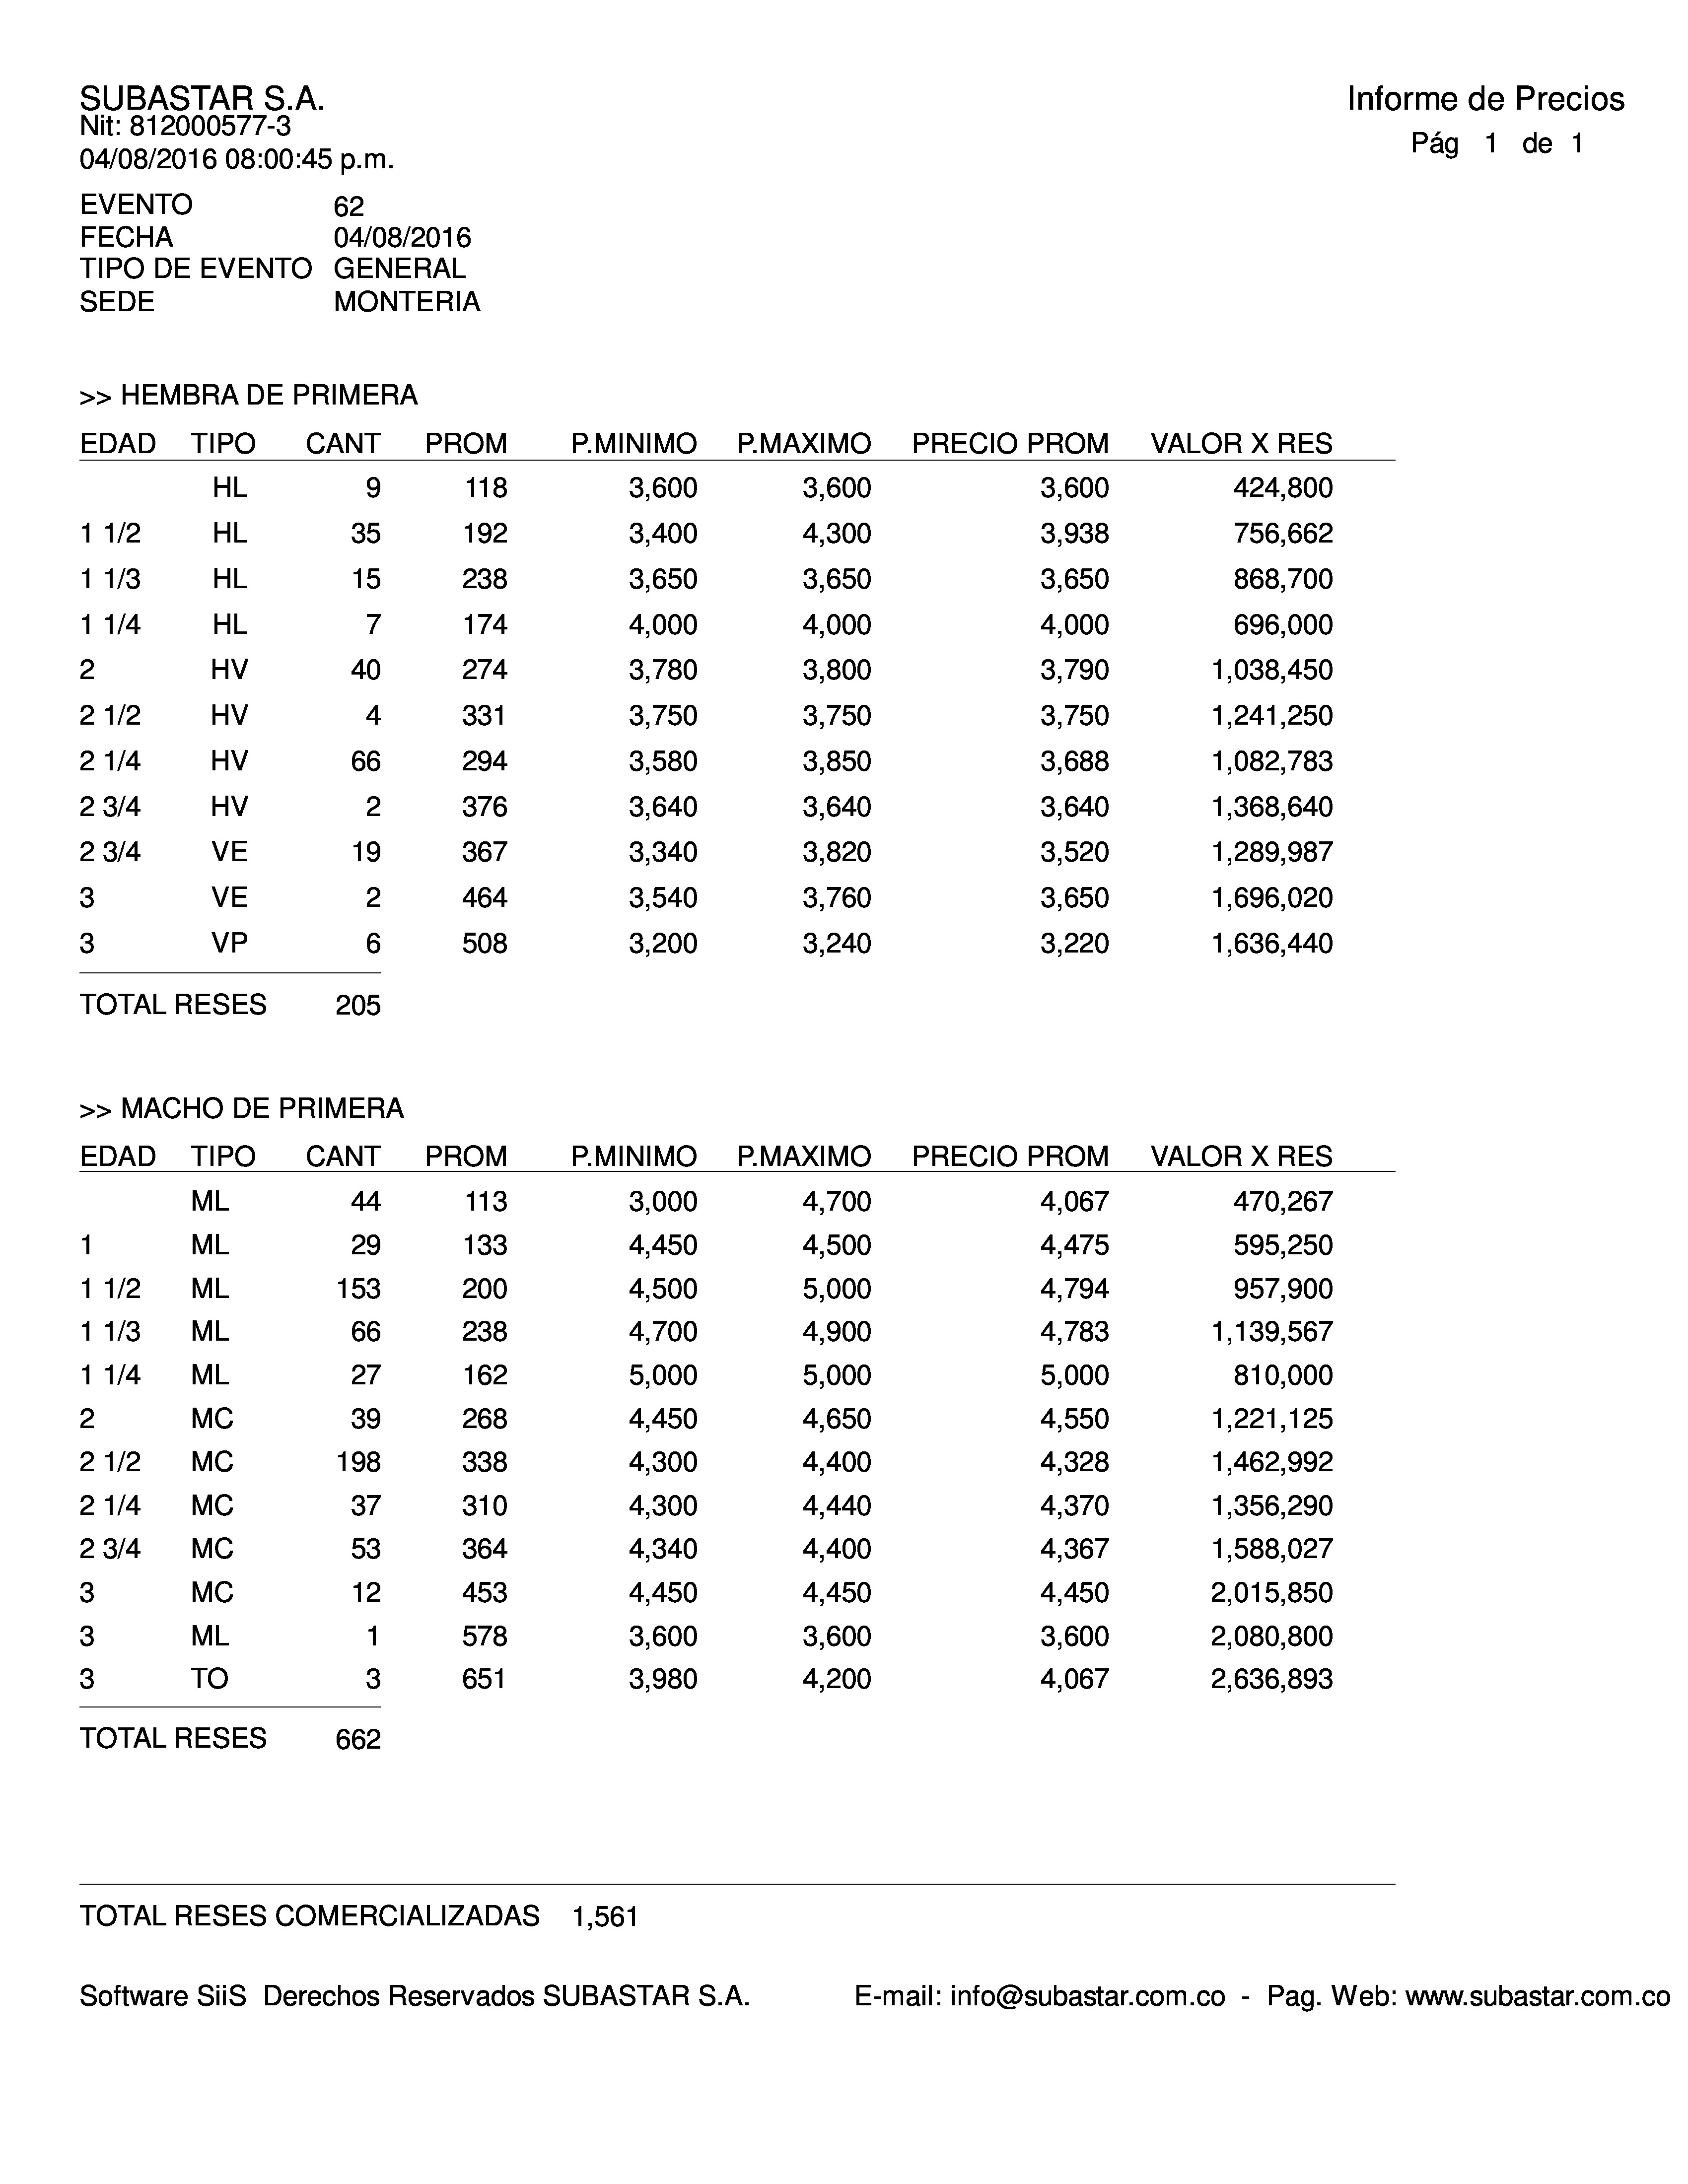 SUBASTAR S.A. Informe de Precios
Nit: 812000577-3
04/08/2016 08:00:45 p.m. Pág 1 de 1
EVENTO 62
FECHA 04/08/2016
TIPO DE EVENTO GENERAL
SEDE MONTERIA
>> HEMBRA DE PRIMERA
EDAD TIPO CANT PROM P.MINIMO P.MAXIMO PRECIO PROM VALOR X RES
HL 9 118 3,600 3,600 3,600 424,800
1 1/2 HL 35 192 3,400 4,300 3,938 756,662
1 1/3 HL 15 238 3,650 3,650 3,650 868,700
1 1/4 HL 7 174 4,000 4,000 4,000 696,000
2 HV 40 274 3,780 3,800 3,790 1,038,450
2 1/2 HV 4 331 3,750 3,750 3,750 1,241,250
2 1/4 HV 66 294 3,580 3,850 3,688 1,082,783
2 3/4 HV 2 376 3,640 3,640 3,640 1,368,640
2 3/4 VE 19 367 3,340 3,820 3,520 1,289,987
3 VE 2 464 3,540 3,760 3,650 1,696,020
3 VP 6 508 3,200 3,240 3,220 1,636,440
TOTAL RESES 205
>> MACHO DE PRIMERA
EDAD TIPO CANT PROM P.MINIMO P.MAXIMO PRECIO PROM VALOR X RES
ML 44 113 3,000 4,700 4,067 470,267
1 ML 29 133 4,450 4,500 4,475 595,250
1 1/2 ML 153 200 4,500 5,000 4,794 957,900
1 1/3 ML 66 238 4,700 4,900 4,783 1,139,567
1 1/4 ML 27 162 5,000 5,000 5,000 810,000
2 MC 39 268 4,450 4,650 4,550 1,221,125
2 1/2 MC 198 338 4,300 4,400 4,328 1,462,992
2 1/4 MC 37 310 4,300 4,440 4,370 1,356,290
2 3/4 MC 53 364 4,340 4,400 4,367 1,588,027
3 MC 12 453 4,450 4,450 4,450 2,015,850
3 ML 1 578 3,600 3,600 3,600 2,080,800
3 TO 3 651 3,980 4,200 4,067 2,636,893
TOTAL RESES 662
TOTAL RESES COMERCIALIZADAS 1,561
Software SiiS Derechos Reservados SUBASTAR S.A. E-mail: info@subastar.com.co - Pag. Web: www.subastar.com.co